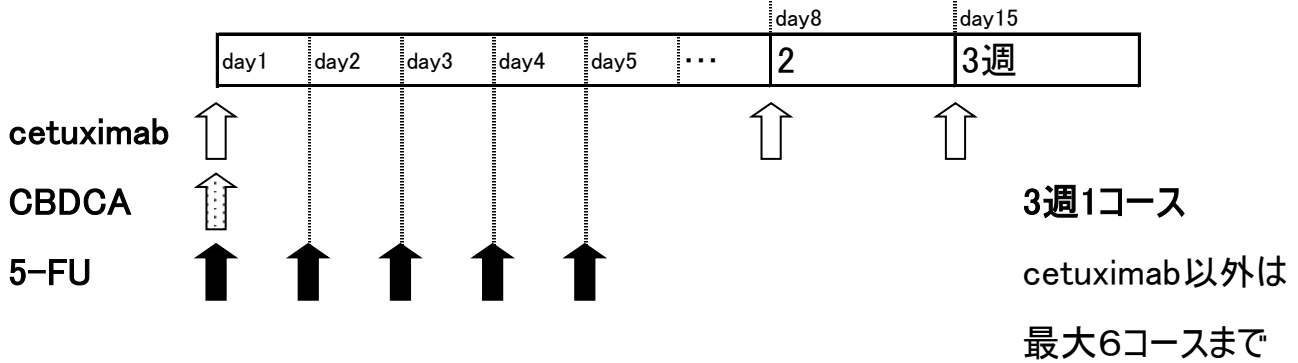 day8 day15
day1 day2 day3 day4 day5 ・・・ 2 3週
cetuximab
CBDCA 3週1コース
5-FU cetuximab以外は
最大6コースまで